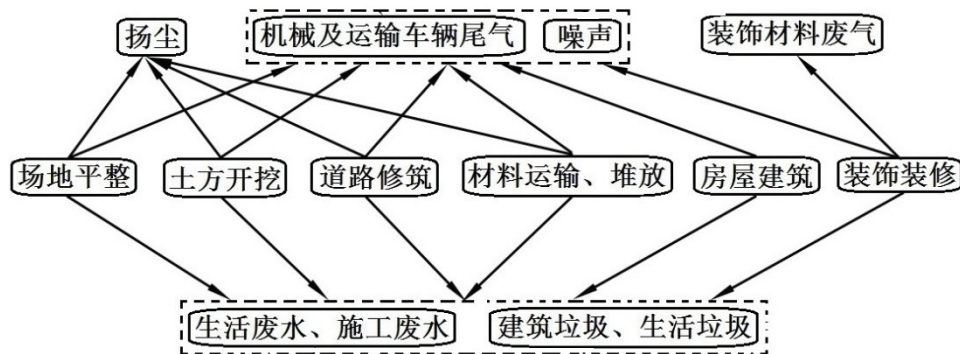 扬尘 机械及运输车辆尾气 噪声 装饰材料废气
场地平整 土方开挖 道路修筑 材料运输、堆放 房屋建筑 装饰装修
生活废水、施工废水 建筑垃圾、生活垃圾